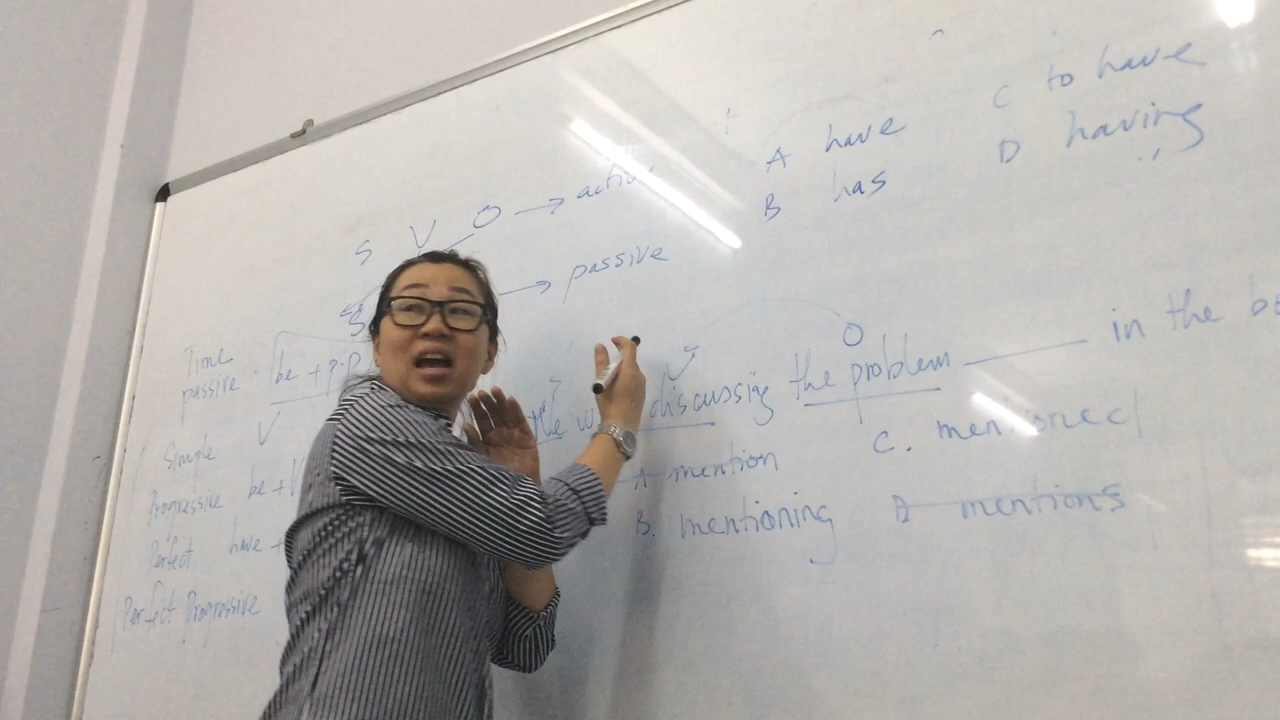 A have C to have
B has D having
S V O → active
S → passive
O
Time
passive be + p.p
S V
discussing the problem ______ in the
Simple V
A mention C. mentioned
Progressive be + V
B. mentioning D mentions
Perfect have +
Perfect Progressive